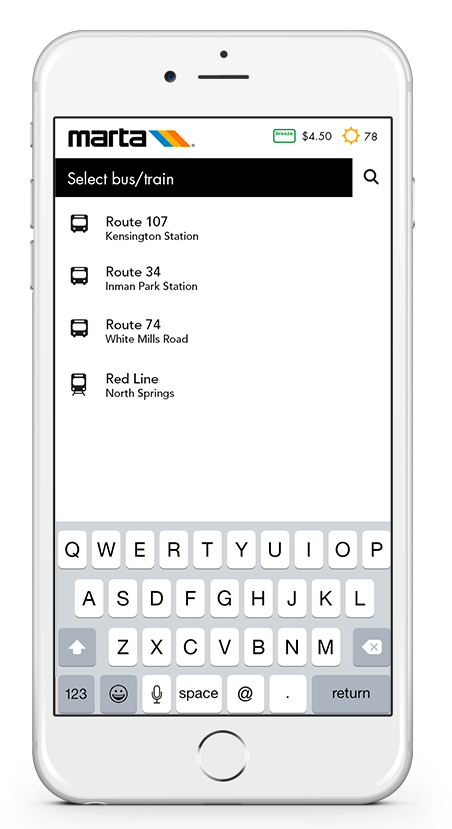 marta
breeze $4.50 78
Select bus/train
Route 107
Kensington Station
Route 34
Inman Park Station
Route 74
White Mills Road
Red Line
North Springs
Q W E R T Y U I O P
A S D F G H J K L
Z X C V B N M
123 space @ . return